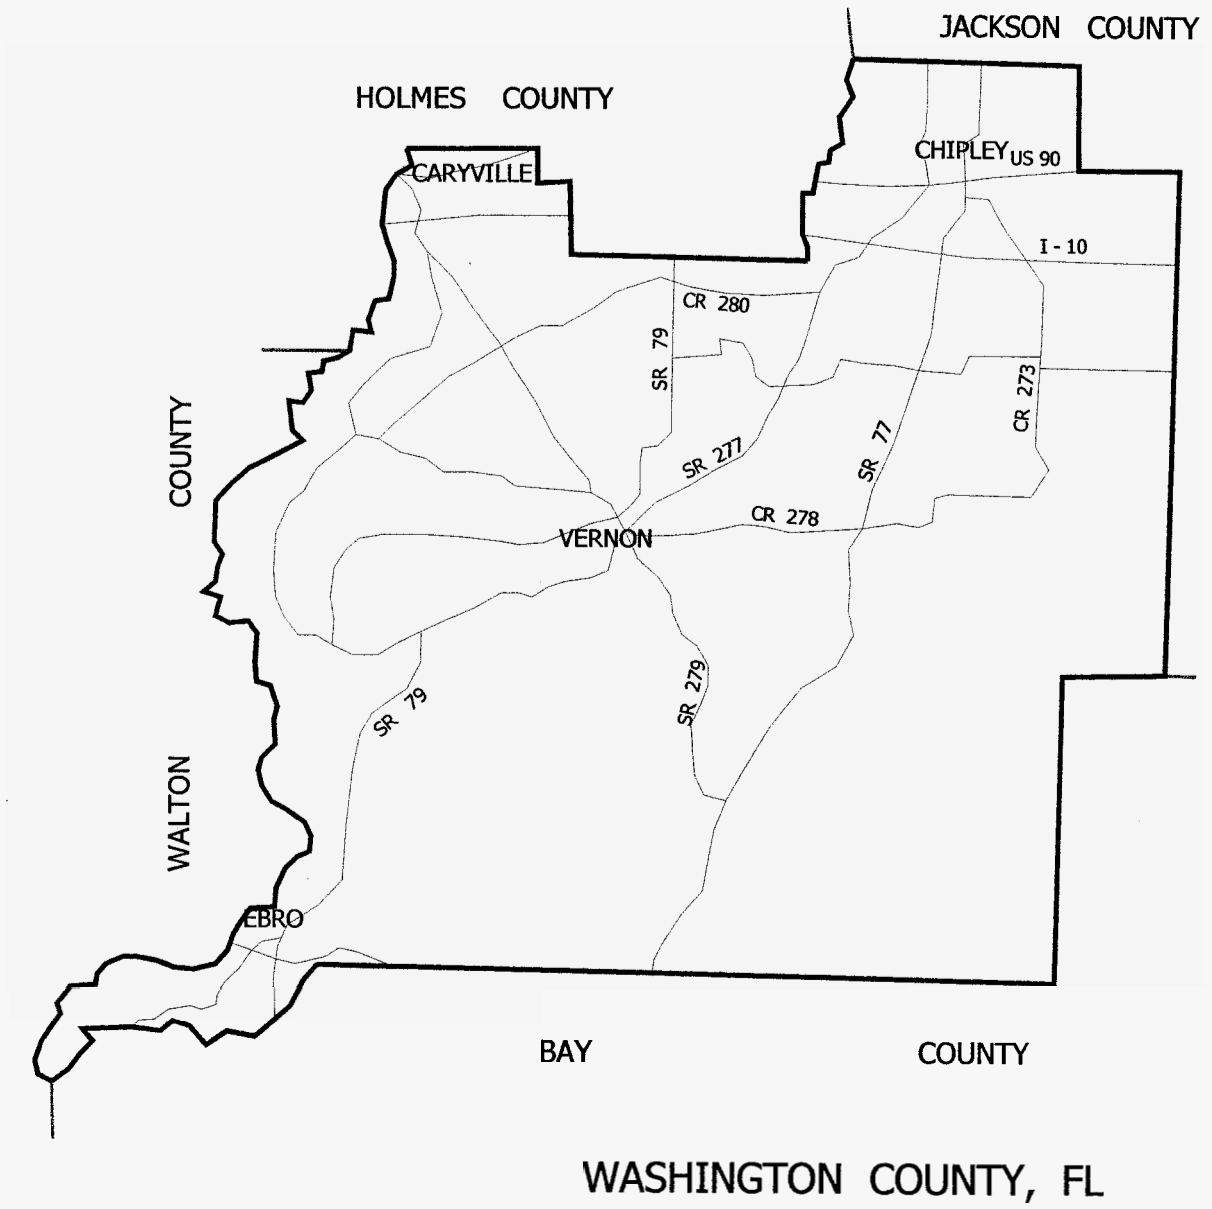 JACKSON COUNTY
HOLMES COUNTY
CHIPLEY
US 90
CARYVILLE
I - 10
CR 280
SR 79
CR 273
COUNTY
SR 277
SR 77
CR 278
VERNON
SR 279
SR 79
WALTON
EBRO
BAY COUNTY
WASHINGTON COUNTY, FL